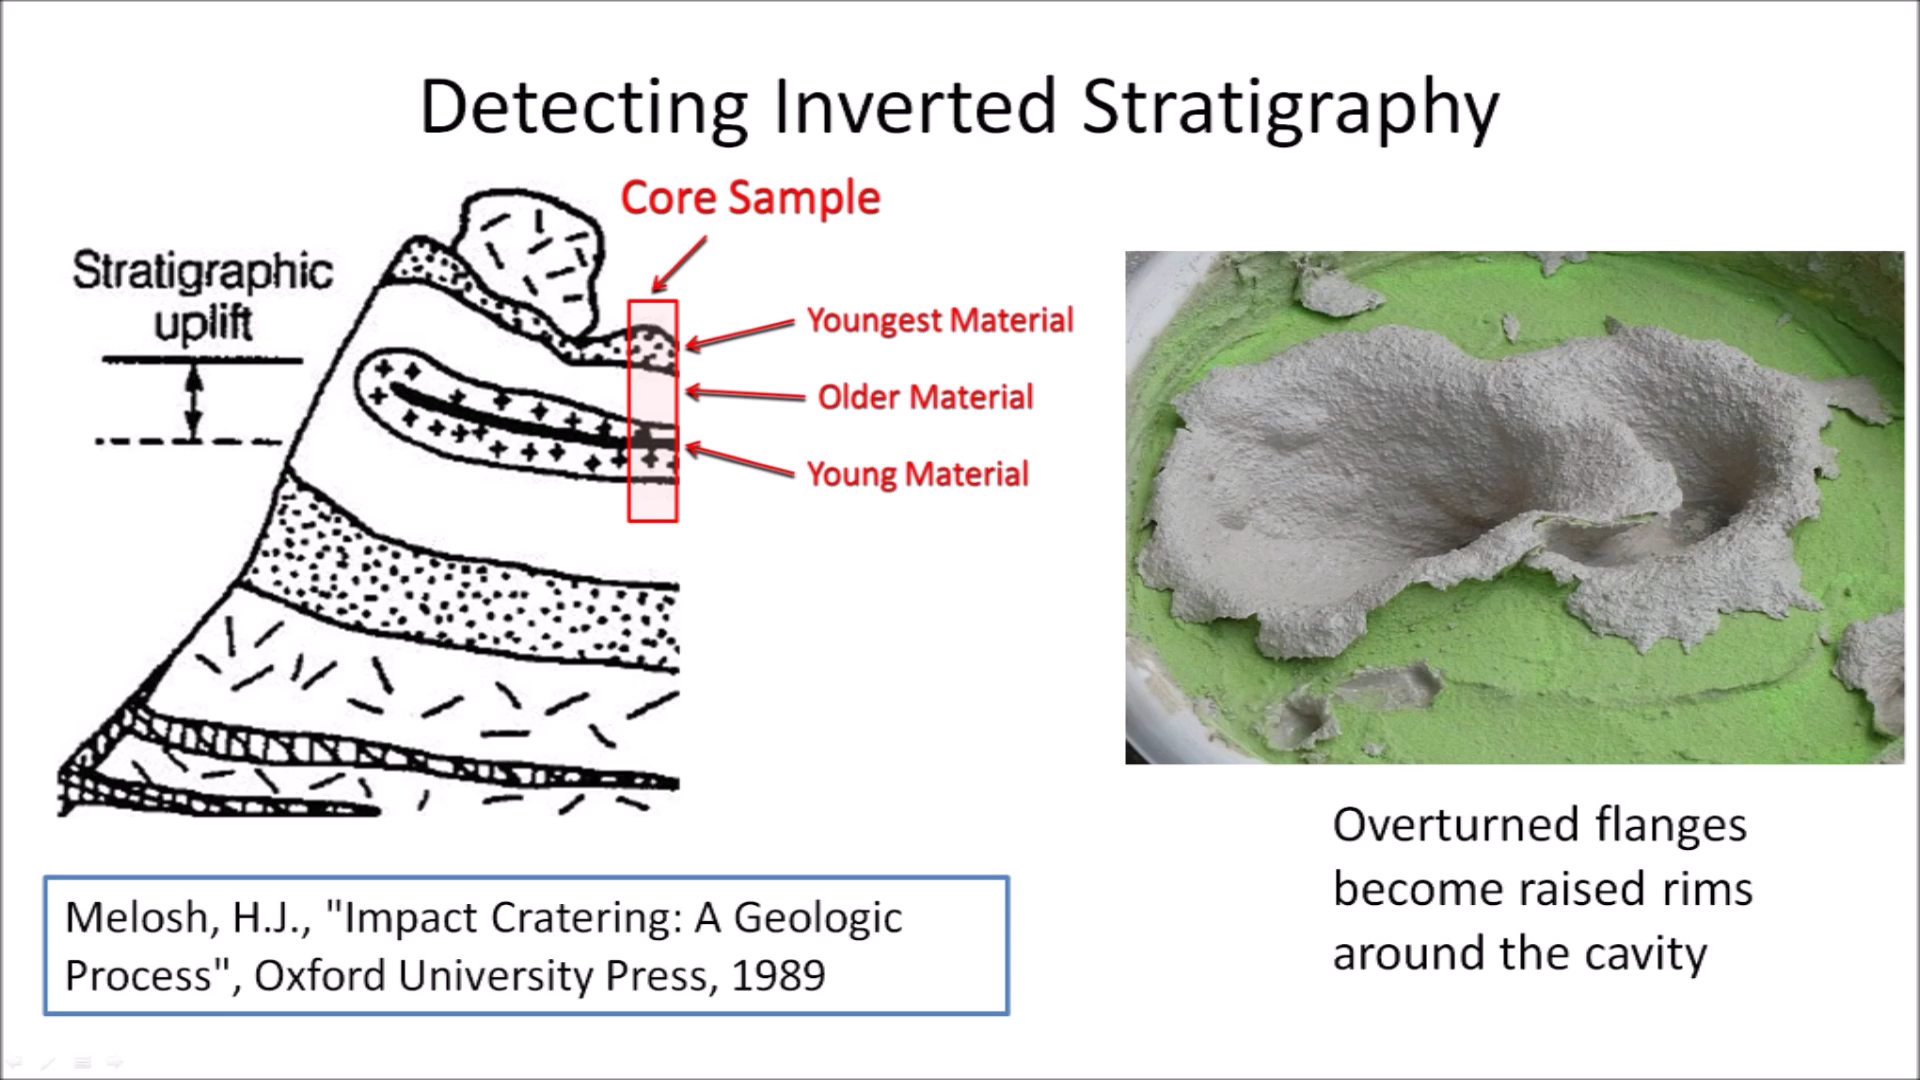 Detecting Inverted Stratigraphy
Core Sample
Stratigraphic
uplift
Youngest Material
Older Material
Young Material
Overturned flanges
become raised rims
around the cavity
Melosh, H.J., "Impact Cratering: A Geologic
Process", Oxford University Press, 1989